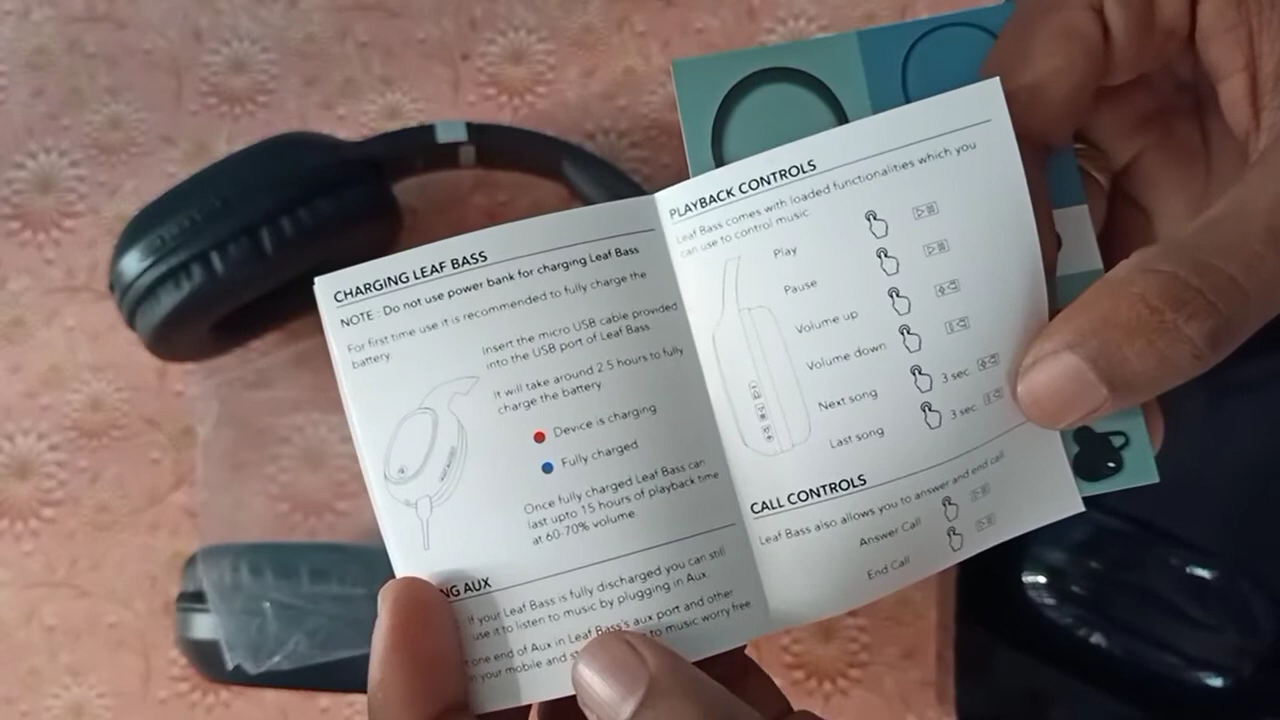 CHARGING LEAF BASS
NOTE : Do not use power bank for charging Leaf Bass
For first time use it is recommended to fully charge the
battery.
Insert the micro USB cable provided
into the USB port of Leaf Bass
It will take around 2.5 hours to fully
charge the battery
Device is charging
Fully charged
Once fully charged Leaf Bass can
last upto 15 hours of playback time
at 60-70% volume
NG AUX
If your Leaf Bass is fully discharged you can still
use it to listen to music by plugging in Aux
one end of Aux in Leaf Bass's aux port and other
in your mobile and to music worry free
PLAYBACK CONTROLS
Leaf Bass comes with loaded functionalities which you
can use to control music.
Play
Pause
Volume up
Volume down
Next song 3 sec.
Last song 3 sec.
CALL CONTROLS
Leaf Bass also allows you to answer and end call
Answer Call
End Call